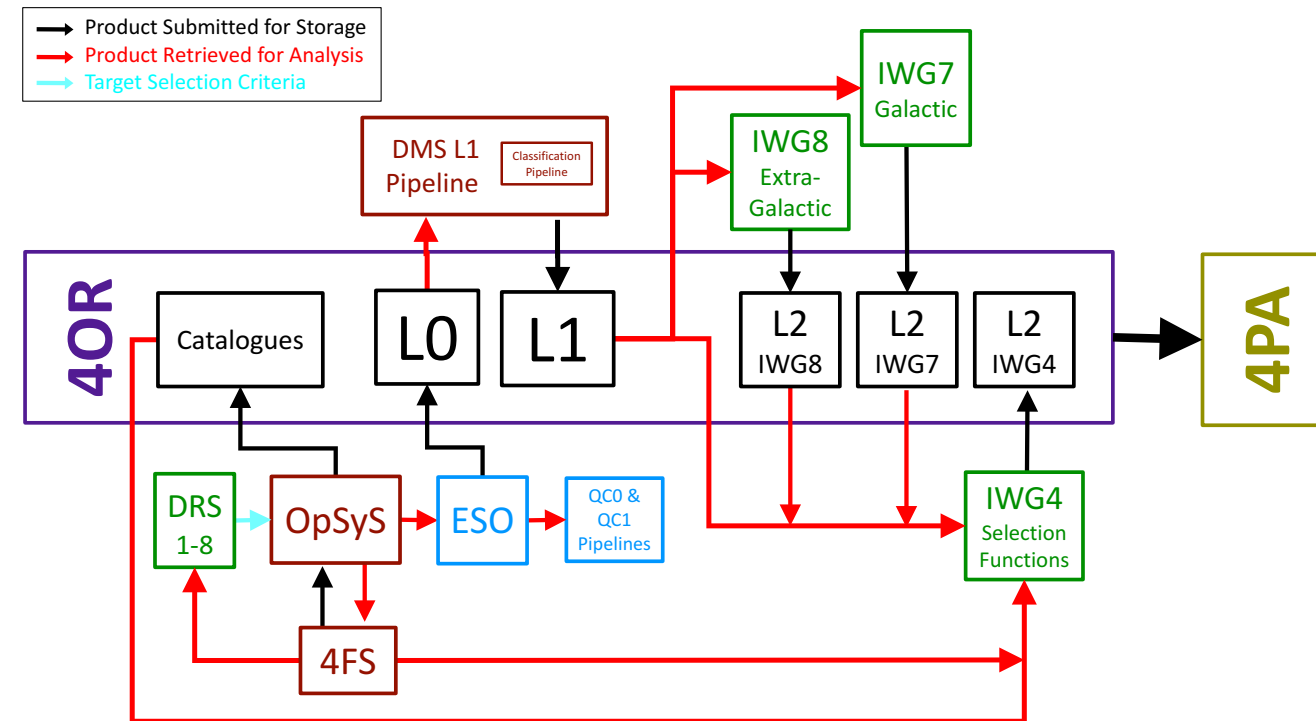 Product Submitted for Storage
Product Retrieved for Analysis
Target Selection Criteria
IWG7
Galactic
IWG8
Extra-
Galactic
DMS L1
Pipeline
Classification
Pipeline
4OR
Catalogues
L0
L1
L2
IWG8
L2
IWG7
L2
IWG4
4PA
DRS
1-8
OpSyS
ESO
QC0 &
QC1
Pipelines
IWG4
Selection
Functions
4FS